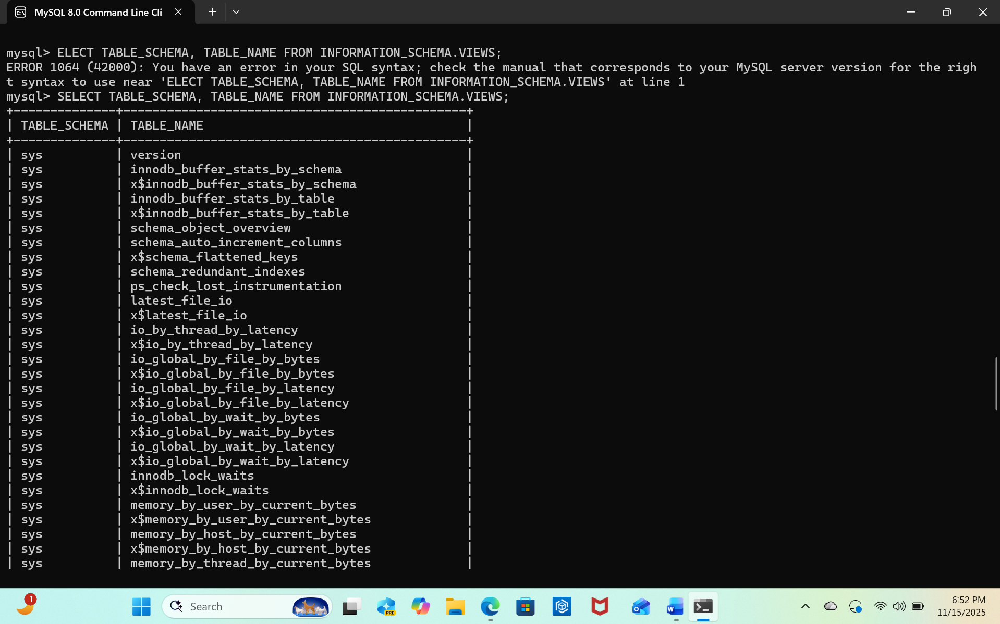 MySQL 8.0 Command Line Cli
mysql> ELECT TABLE_SCHEMA, TABLE_NAME FROM INFORMATION_SCHEMA.VIEWS;
ERROR 1064 (42000): You have an error in your SQL syntax; check the manual that corresponds to your MySQL server version for the righ
t syntax to use near 'ELECT TABLE_SCHEMA, TABLE_NAME FROM INFORMATION_SCHEMA.VIEWS' at line 1
mysql> SELECT TABLE_SCHEMA, TABLE_NAME FROM INFORMATION_SCHEMA.VIEWS;
+--------------+-----------------------------------------------+
| TABLE_SCHEMA | TABLE_NAME                                    |
+--------------+-----------------------------------------------+
| sys          | version                                       |
| sys          | innodb_buffer_stats_by_schema                 |
| sys          | x$innodb_buffer_stats_by_schema               |
| sys          | innodb_buffer_stats_by_table                  |
| sys          | x$innodb_buffer_stats_by_table                |
| sys          | schema_object_overview                        |
| sys          | schema_auto_increment_columns                 |
| sys          | x$schema_flattened_keys                       |
| sys          | schema_redundant_indexes                      |
| sys          | ps_check_lost_instrumentation                 |
| sys          | latest_file_io                                |
| sys          | x$latest_file_io                              |
| sys          | io_by_thread_by_latency                       |
| sys          | x$io_by_thread_by_latency                     |
| sys          | io_global_by_file_by_bytes                    |
| sys          | x$io_global_by_file_by_bytes                  |
| sys          | io_global_by_file_by_latency                  |
| sys          | x$io_global_by_file_by_latency                |
| sys          | io_global_by_wait_by_bytes                    |
| sys          | x$io_global_by_wait_by_bytes                  |
| sys          | io_global_by_wait_by_latency                  |
| sys          | x$io_global_by_wait_by_latency                |
| sys          | innodb_lock_waits                             |
| sys          | x$innodb_lock_waits                           |
| sys          | memory_by_user_by_current_bytes               |
| sys          | x$memory_by_user_by_current_bytes             |
| sys          | memory_by_host_by_current_bytes               |
| sys          | x$memory_by_host_by_current_bytes             |
| sys          | memory_by_thread_by_current_bytes             |
1
Search
PRE
6:52 PM
11/15/2025